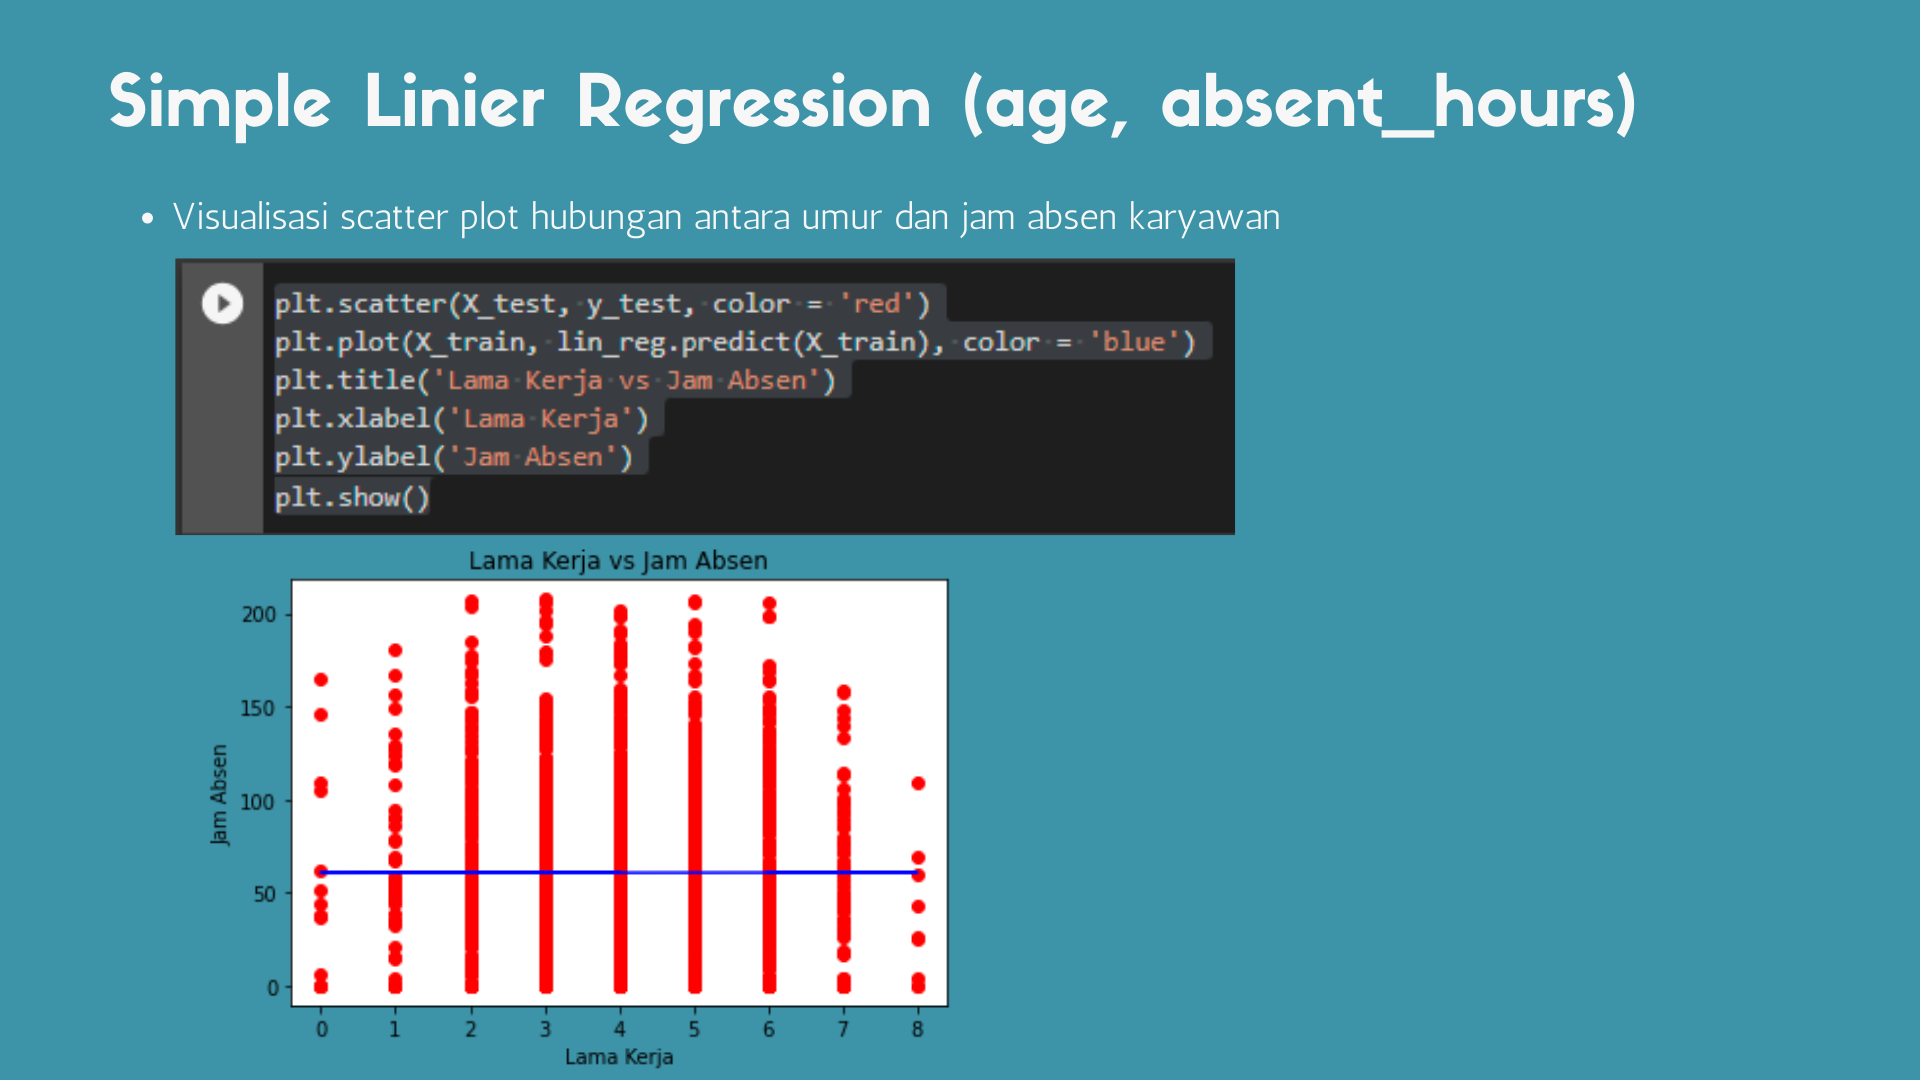 Simple Linier Regression (age, absent_hours)
• Visualisasi scatter plot hubungan antara umur dan jam absen karyawan
plt.scatter(X_test, y_test, color = 'red')
plt.plot(X_train, lin_reg.predict(X_train), color = 'blue')
plt.title('Lama Kerja vs Jam Absen')
plt.xlabel('Lama Kerja')
plt.ylabel('Jam Absen')
plt.show()
Lama Kerja vs Jam Absen
Jam Absen
200
150
100
50
0
0 1 2 3 4 5 6 7 8
Lama Kerja